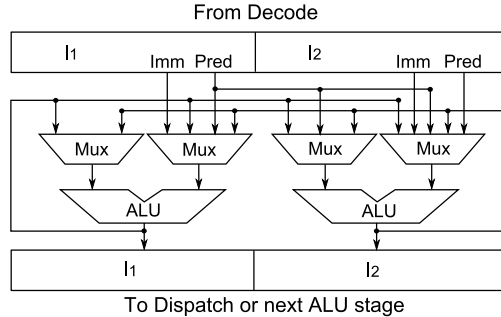 From Decode
I1 I2
Imm Pred Imm Pred
Mux Mux Mux Mux
ALU ALU
I1 I2
To Dispatch or next ALU stage